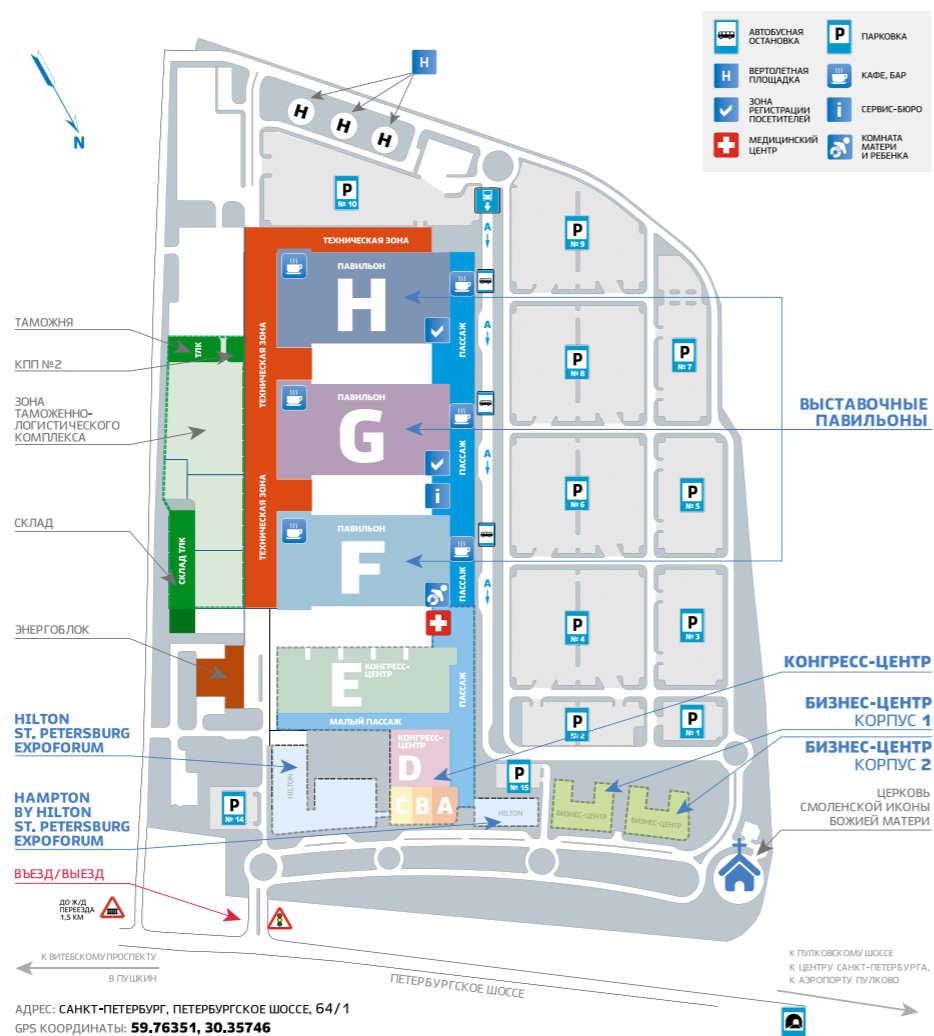 АВТОБУСНАЯ
ОСТАНОВКА
P
ПАРКОВКА
H
ВЕРТОЛЕТНАЯ
ПЛОЩАДКА
КАФЕ, БАР
ЗОНА
РЕГИСТРАЦИИ
ПОСЕТИТЕЛЕЙ
i
СЕРВИС-БЮРО
МЕДИЦИНСКИЙ
ЦЕНТР
КОМНАТА
МАТЕРИ
И РЕБЕНКА
N
H
H
H
H
P
№ 10
A
P
№ 9
ТЕХНИЧЕСКАЯ ЗОНА
ПАВИЛЬОН
H
ТЕХНИЧЕСКАЯ ЗОНА
ПАССАЖ
A
P
№ 8
P
№ 7
ТАМОЖНЯ
ТЛК
КПП №2
ЗОНА
ТАМОЖЕННО-
ЛОГИСТИЧЕСКОГО
КОМПЛЕКСА
ПАВИЛЬОН
G
ПАССАЖ
A
ВЫСТАВОЧНЫЕ
ПАВИЛЬОНЫ
i
P
№ 6
P
№ 5
ТЕХНИЧЕСКАЯ ЗОНА
СКЛАД
СКЛАД ТЛК
ПАВИЛЬОН
F
ПАССАЖ
A
P
№ 4
P
№ 3
ЭНЕРГОБЛОК
E
КОНГРЕСС-
ЦЕНТР
ПАССАЖ
МАЛЫЙ ПАССАЖ
КОНГРЕСС-ЦЕНТР
БИЗНЕС-ЦЕНТР
КОРПУС 1
БИЗНЕС-ЦЕНТР
КОРПУС 2
P
№ 2
P
№ 1
HILTON
ST. PETERSBURG
EXPOFORUM
HILTON
КОНГРЕСС-
ЦЕНТР
D
C B A
P
№ 15
HILTON
БИЗНЕС-ЦЕНТР
БИЗНЕС-ЦЕНТР
P
№ 14
HAMPTON
BY HILTON
ST. PETERSBURG
EXPOFORUM
ЦЕРКОВЬ
СМОЛЕНСКОЙ ИКОНЫ
БОЖИЕЙ МАТЕРИ
ВЪЕЗД/ВЫЕЗД
ДО Ж/Д
ПЕРЕЕЗДА
1,5 КМ
К ВИТЕБСКОМУ ПРОСПЕКТУ
В ПУШКИН
ПЕТЕРБУРГСКОЕ ШОССЕ
К ПУЛКОВСКОМУ ШОССЕ
К ЦЕНТРУ САНКТ-ПЕТЕРБУРГА,
К АЭРОПОРТУ ПУЛКОВО
АДРЕС: САНКТ-ПЕТЕРБУРГ, ПЕТЕРБУРГСКОЕ ШОССЕ, 64/1
GPS КООРДИНАТЫ: 59.76351, 30.35746